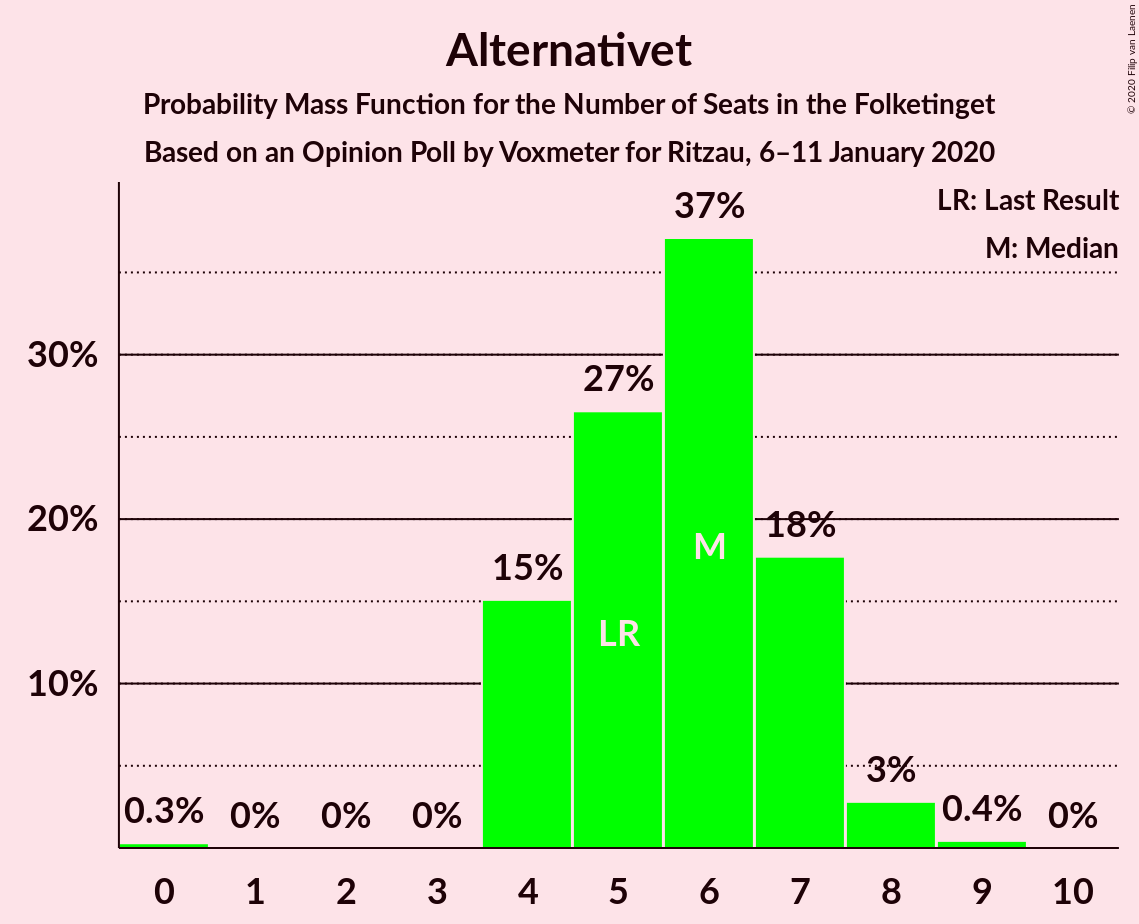 Alternativet
Probability Mass Function for the Number of Seats in the Folketinget
Based on an Opinion Poll by Voxmeter for Ritzau, 6–11 January 2020
© 2020 Filip van Laenen
LR: Last Result
M: Median
37%
30%
27%
20%
18%
15%
M
LR
10%
3%
0.3%
0%
0%
0%
0.4%
0%
0 1 2 3 4 5 6 7 8 9 10